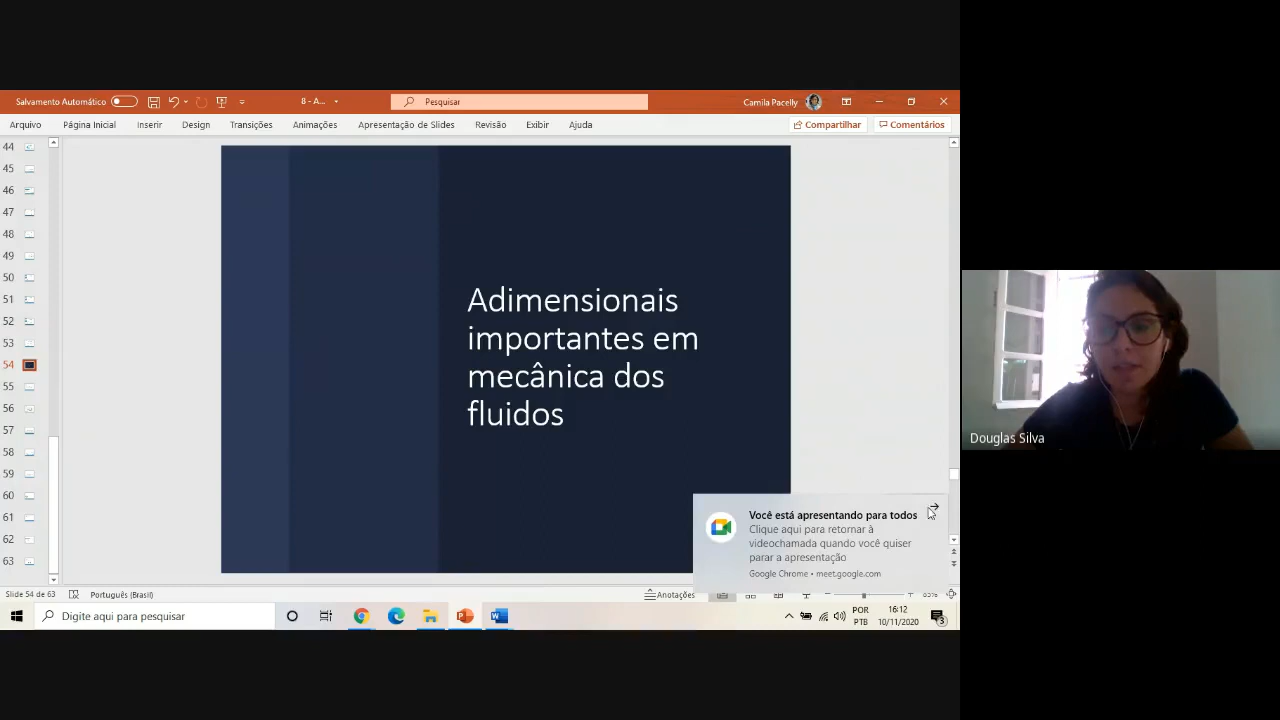 Salvamento Automático
8 - A...
Pesquisar
Camila Pacelly
Arquivo Página Inicial Inserir Design Transições Animações Apresentação de Slides Revisão Exibir Ajuda Compartilhar Comentários
44
45
46
47
48
49
50
51
52
53
54
55
56
57
58
59
60
61
62
63
Adimensionais
importantes em
mecânica dos
fluidos
Douglas Silva
Você está apresentando para todos
Clique aqui para retornar à
videochamada quando você quiser
parar a apresentação
Google Chrome • meet.google.com
Slide 54 de 63 Português (Brasil) Anotações
Digite aqui para pesquisar
POR
PTB
16:12
10/11/2020
3